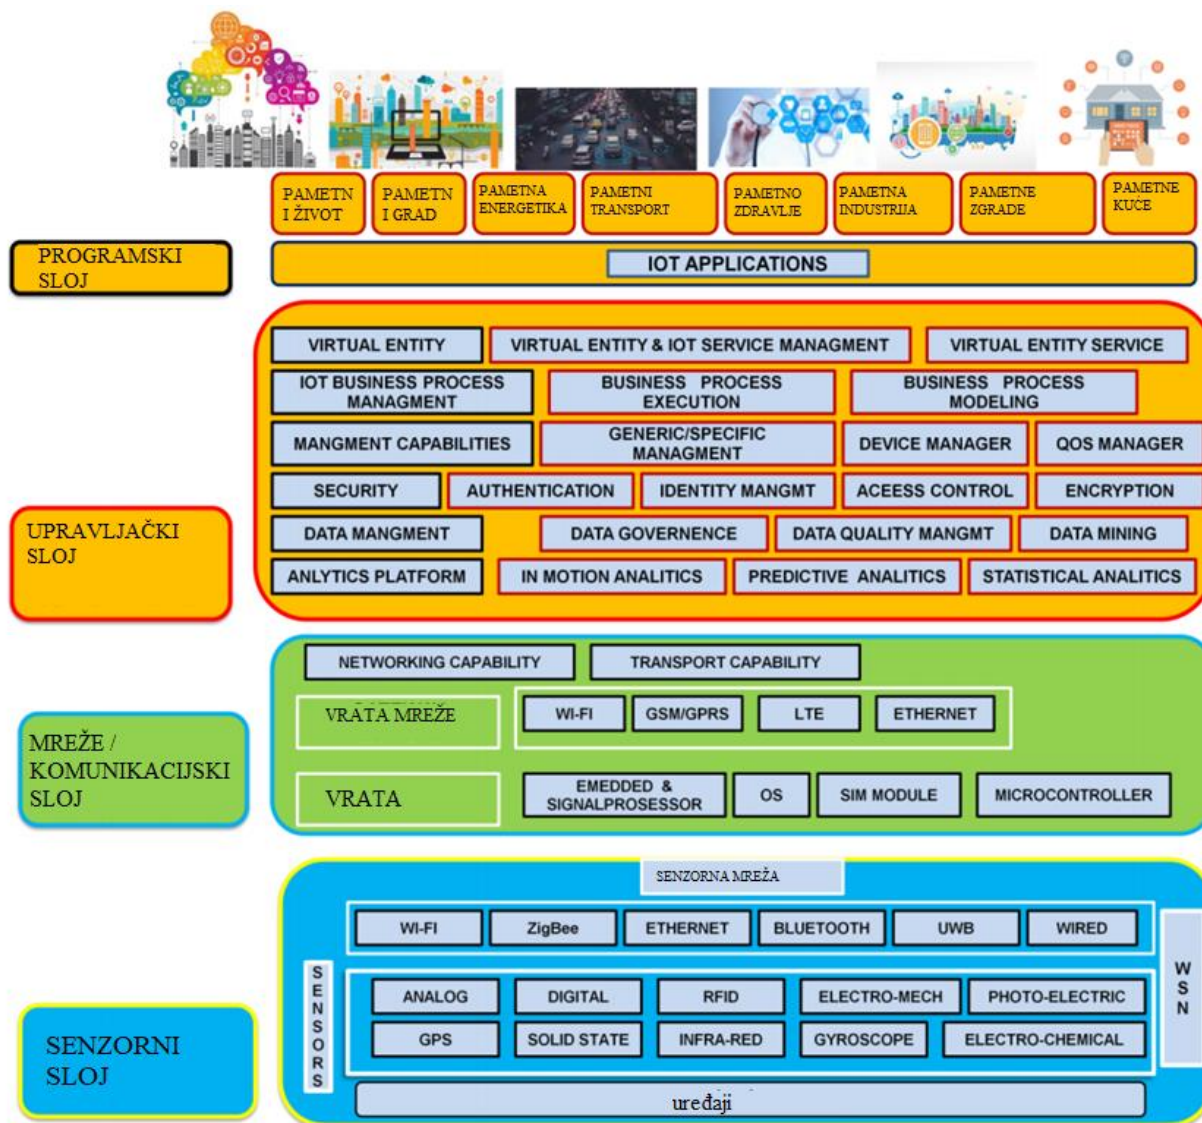 PAMETN
I ŽIVOT
PAMETN
I GRAD
PAMETNA
ENERGETIKA
PAMETNI
TRANSPORT
PAMETNO
ZDRAVLJE
PAMETNA
INDUSTRIJA
PAMETNE
ZGRADE
PAMETNE
KUĆE
PROGRAMSKI
SLOJ
IOT APPLICATIONS
VIRTUAL ENTITY
VIRTUAL ENTITY & IOT SERVICE MANAGMENT
VIRTUAL ENTITY SERVICE
IOT BUSINESS PROCESS
MANAGMENT
BUSINESS PROCESS
EXECUTION
BUSINESS PROCESS
MODELING
MANGMENT CAPABILITIES
GENERIC/SPECIFIC
MANAGMENT
DEVICE MANAGER
QOS MANAGER
SECURITY
AUTHENTICATION
IDENTITY MANGMT
ACEESS CONTROL
ENCRYPTION
UPRAVLJAČKI
SLOJ
DATA MANGMENT
DATA GOVERNENCE
DATA QUALITY MANGMT
DATA MINING
ANLYTICS PLATFORM
IN MOTION ANALITICS
PREDICTIVE ANALITICS
STATISTICAL ANALITICS
NETWORKING CAPABILITY
TRANSPORT CAPABILITY
VRATA MREŽE
WI-FI
GSM/GPRS
LTE
ETHERNET
MREŽE /
KOMUNIKACIJSKI
SLOJ
VRATA
EMEDDED &
SIGNALPROSESSOR
OS
SIM MODULE
MICROCONTROLLER
SENZORNA MREŽA
WI-FI
ZigBee
ETHERNET
BLUETOOTH
UWB
WIRED
SENSORS
WSN
ANALOG
DIGITAL
RFID
ELECTRO-MECH
PHOTO-ELECTRIC
GPS
SOLID STATE
INFRA-RED
GYROSCOPE
ELECTRO-CHEMICAL
SENZORNI
SLOJ
uređaji